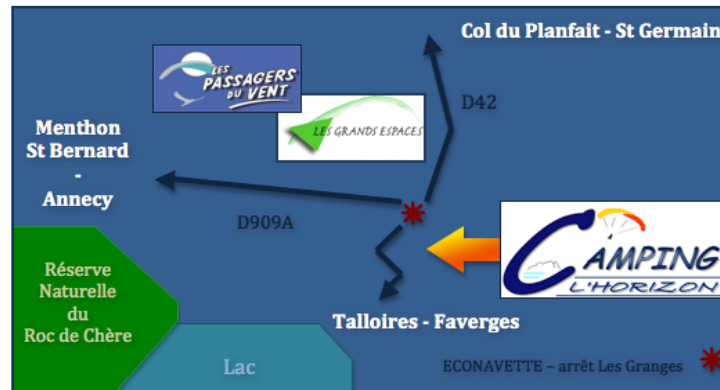 Col du Planfait - St Germain
LES
PASSAGERS
DU VENT
D42
LES GRANDS ESPACES
Menthon
St Bernard
-
Annecy
D909A
CAMPING
L'HORIZON
Réserve
Naturelle
du
Roc de Chère
Talloires - Faverges
Lac
ECONAVETTE – arrêt Les Granges